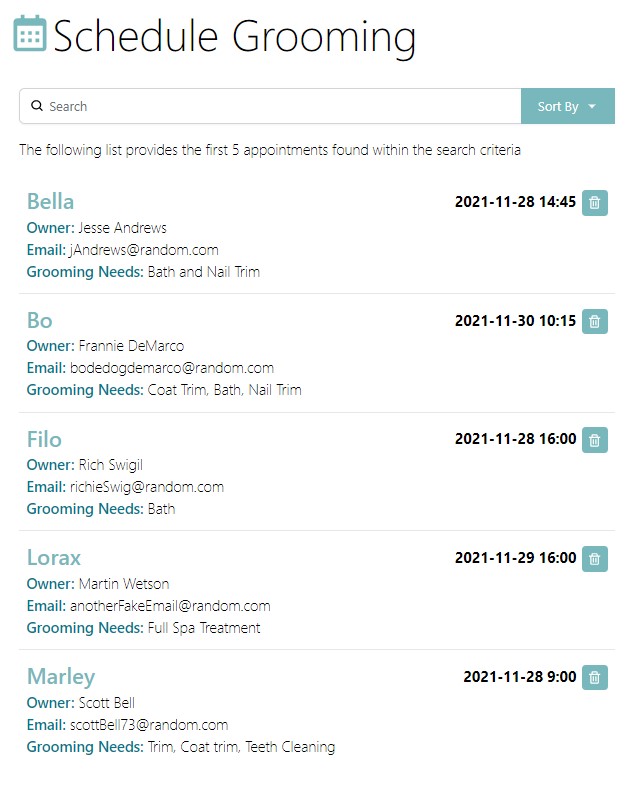 Schedule Grooming
Search
Sort By
The following list provides the first 5 appointments found within the search criteria
Bella 2021-11-28 14:45
Owner: Jesse Andrews
Email: jAndrews@random.com
Grooming Needs: Bath and Nail Trim
Bo 2021-11-30 10:15
Owner: Frannie DeMarco
Email: bodedogdemarco@random.com
Grooming Needs: Coat Trim, Bath, Nail Trim
Filo 2021-11-28 16:00
Owner: Rich Swigil
Email: richieSwig@random.com
Grooming Needs: Bath
Lorax 2021-11-29 16:00
Owner: Martin Wetson
Email: anotherFakeEmail@random.com
Grooming Needs: Full Spa Treatment
Marley 2021-11-28 9:00
Owner: Scott Bell
Email: scottBell73@random.com
Grooming Needs: Trim, Coat trim, Teeth Cleaning